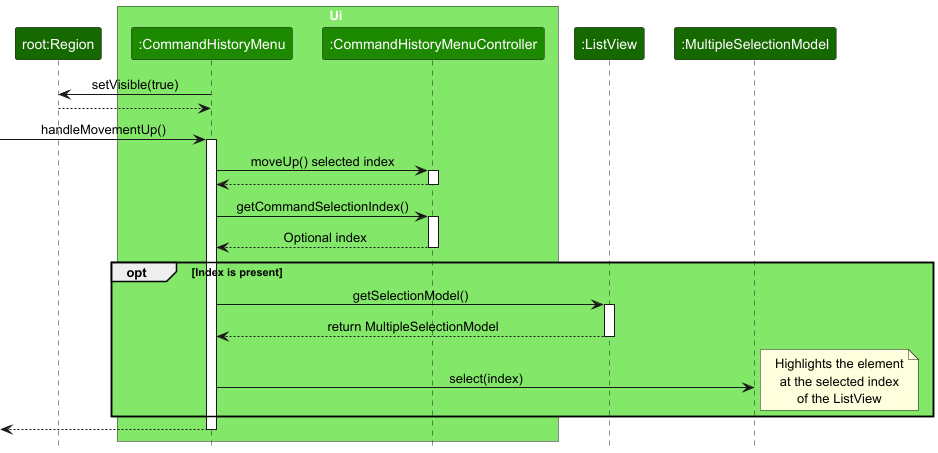 Ui
root:Region
:CommandHistoryMenu
:CommandHistoryMenuController
:ListView
:MultipleSelectionModel
setVisible(true)
handleMovementUp()
moveUp() selected index
getCommandSelectionIndex()
Optional index
opt
[Index is present]
getSelectionModel()
return MultipleSelectionModel
Highlights the element
at the selected index
of the ListView
select(index)